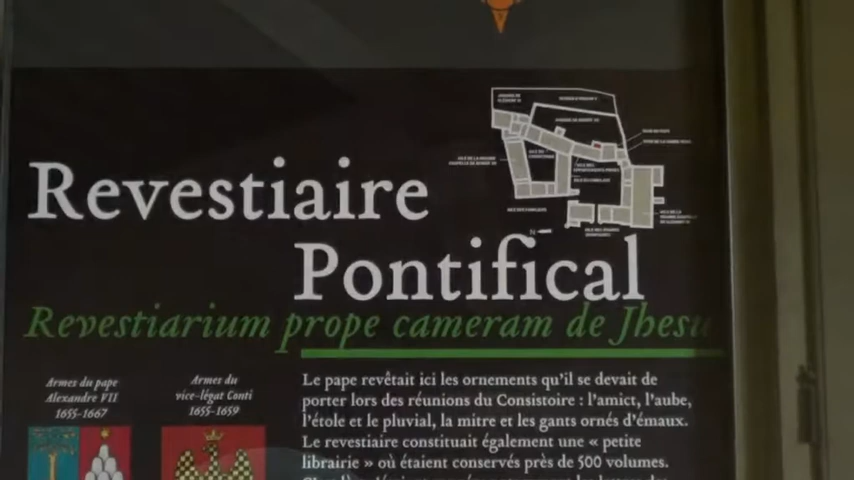 Revestiaire
Pontifical
Revestiarium prope cameram de Jhesu
Armes du pape
Alexandre VII
1655-1667
Armes du
vice-légat Conti
1655-1659
Le pape revêtait ici les ornements qu'il se devait de
porter lors des réunions du Consistoire : l'amict, l'aube,
l'étole et le pluvial, la mitre et les gants ornés d'émaux.
Le revestiaire constituait également une « petite
librairie » où étaient conservés près de 500 volumes.